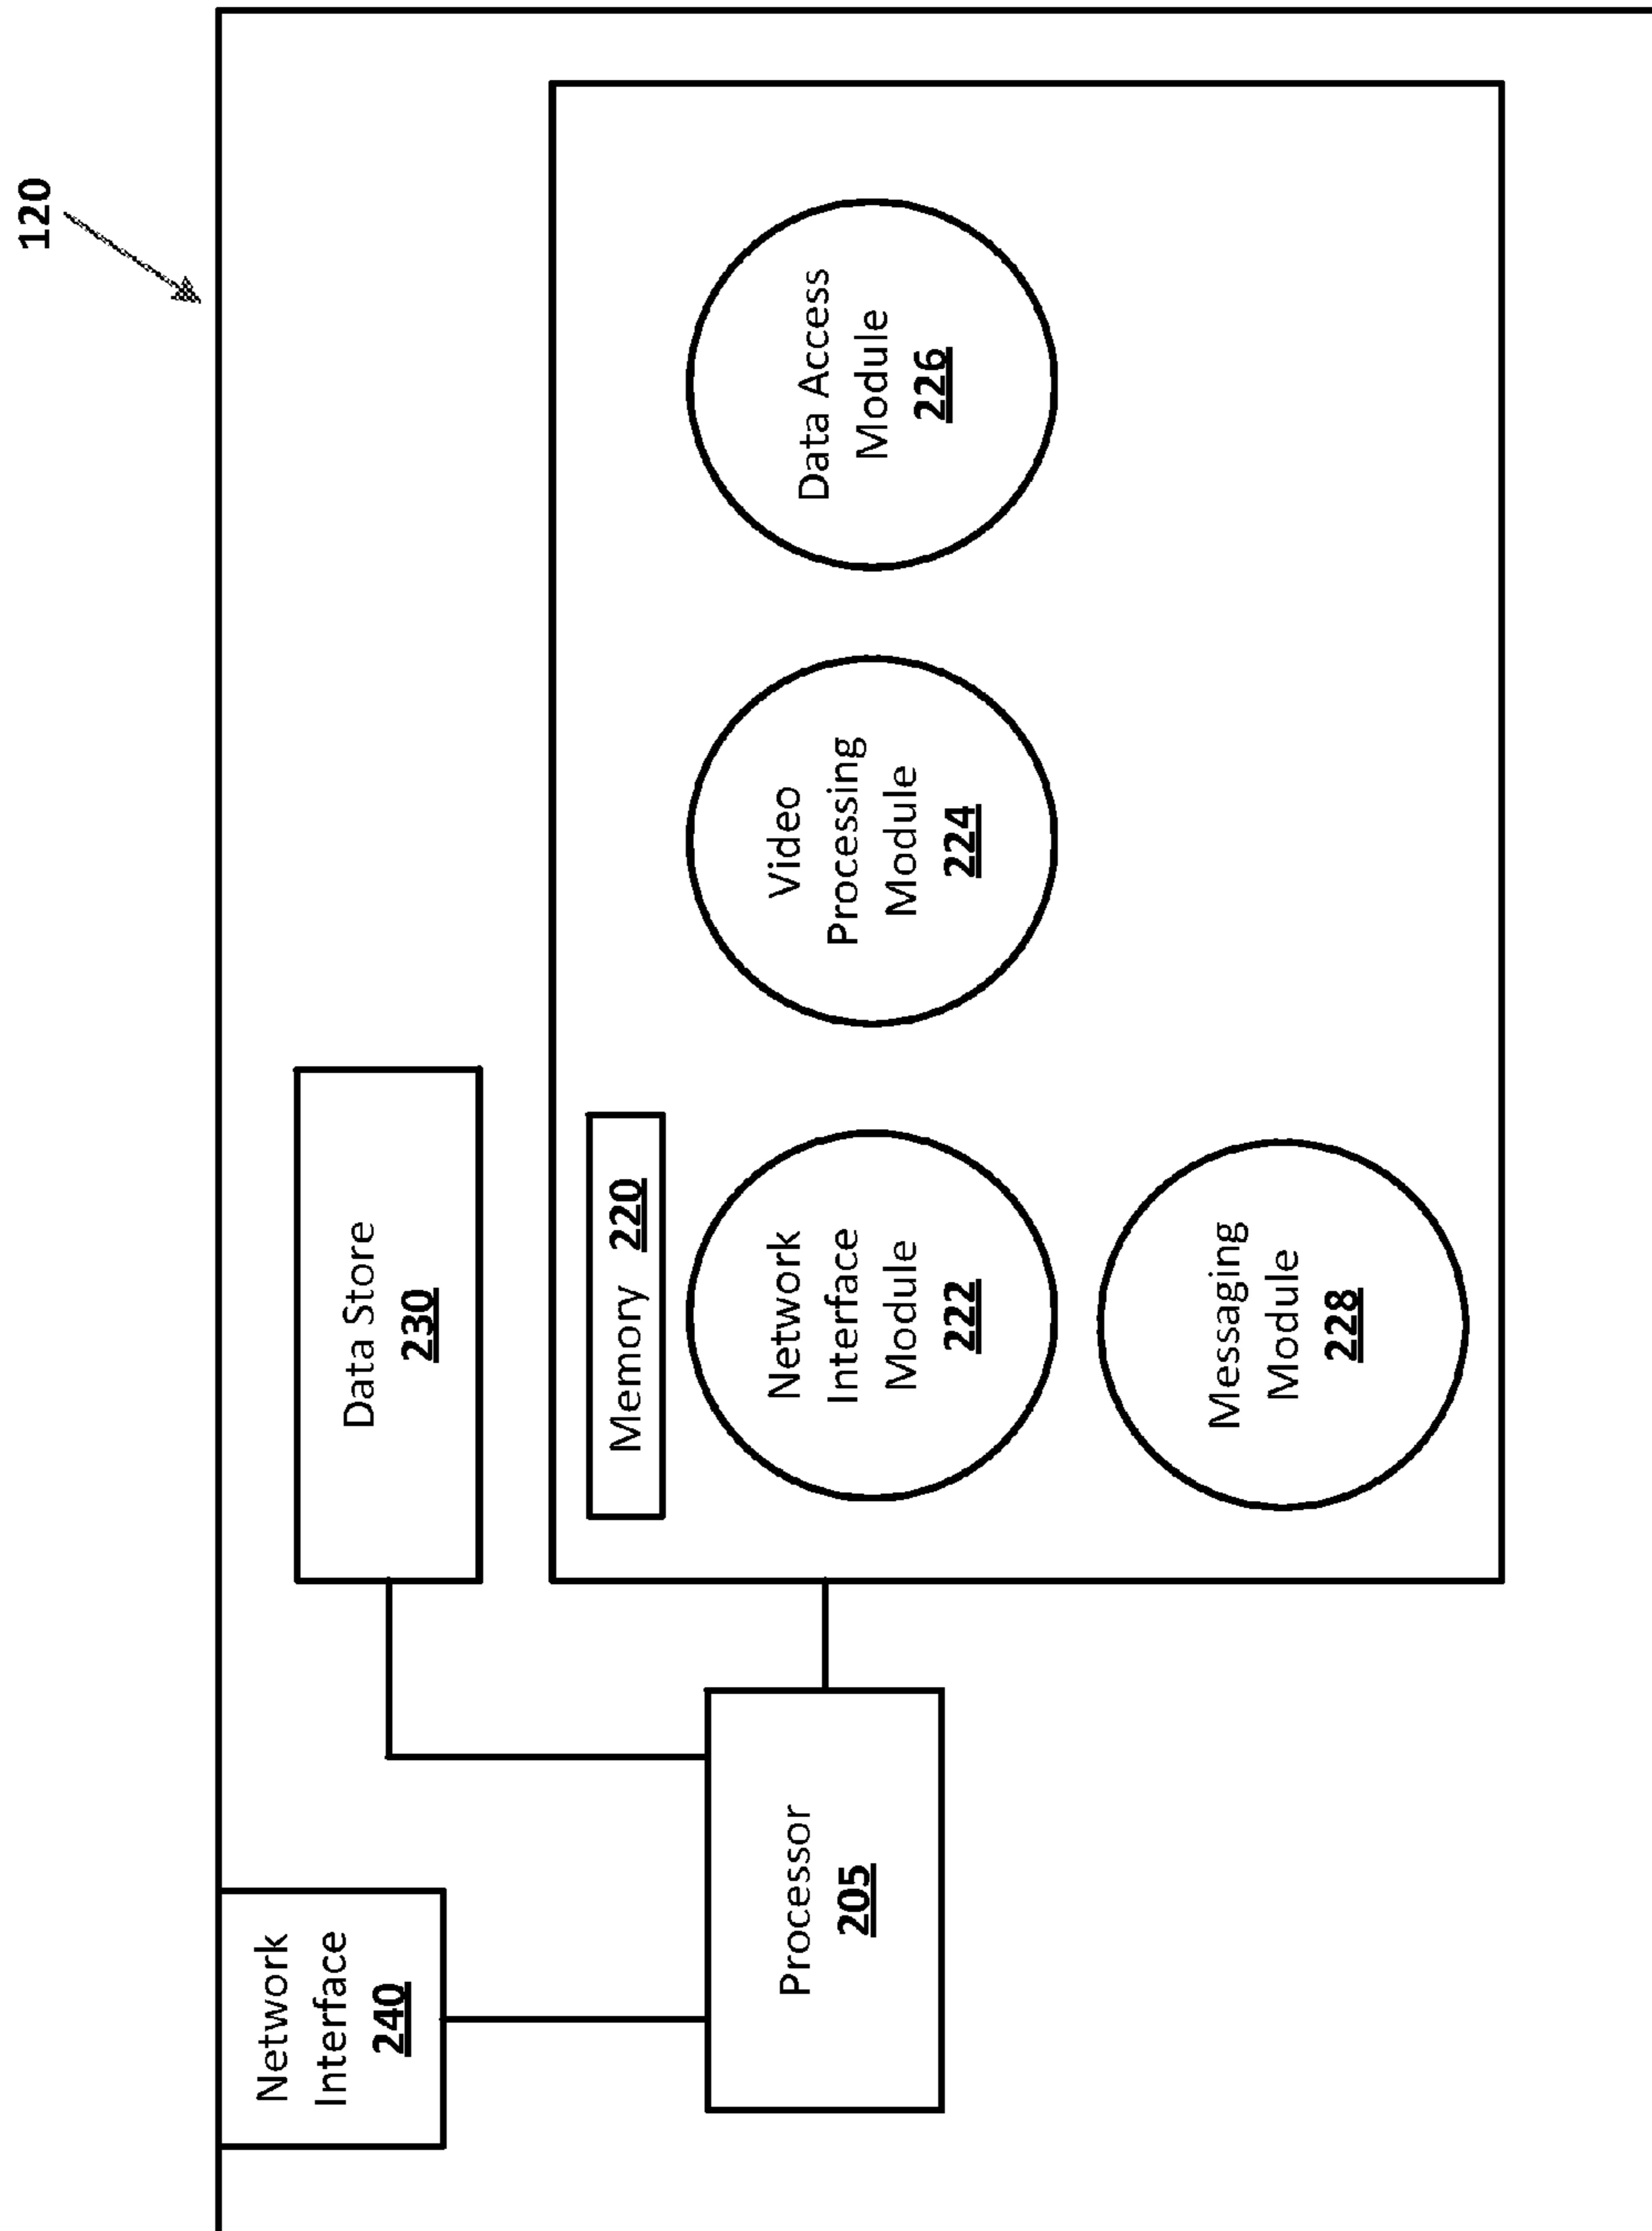 120
Network
Interface
240
Data Store
230
Processor
205
Memory 220
Network
Interface
Module
222
Video
Processing
Module
224
Data Access
Module
226
Messaging
Module
228